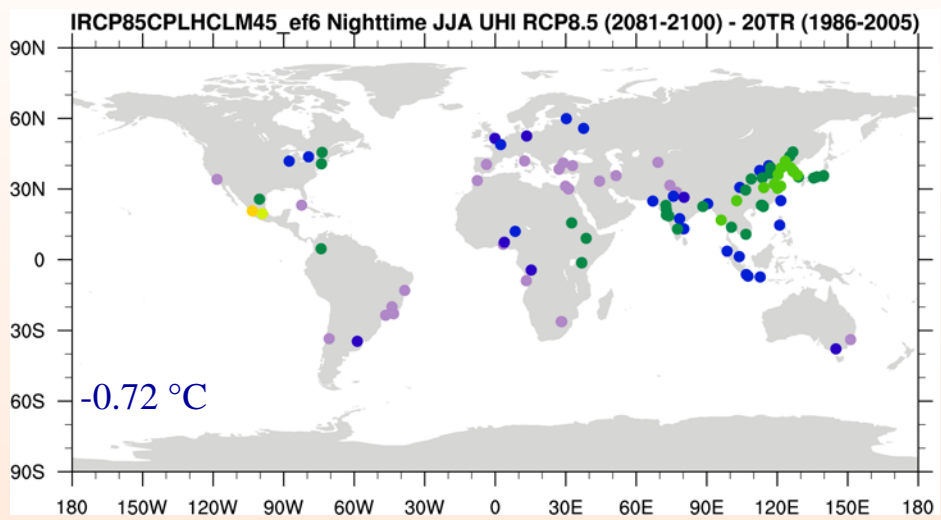 IRCP85CPLHCLM45_ef6 Nighttime JJA UHI RCP8.5 (2081-2100) - 20TR (1986-2005)
90N
60N
30N
0
30S
-0.72 °C
60S
90S
180 150W 120W 90W 60W 30W 0 30E 60E 90E 120E 150E 180